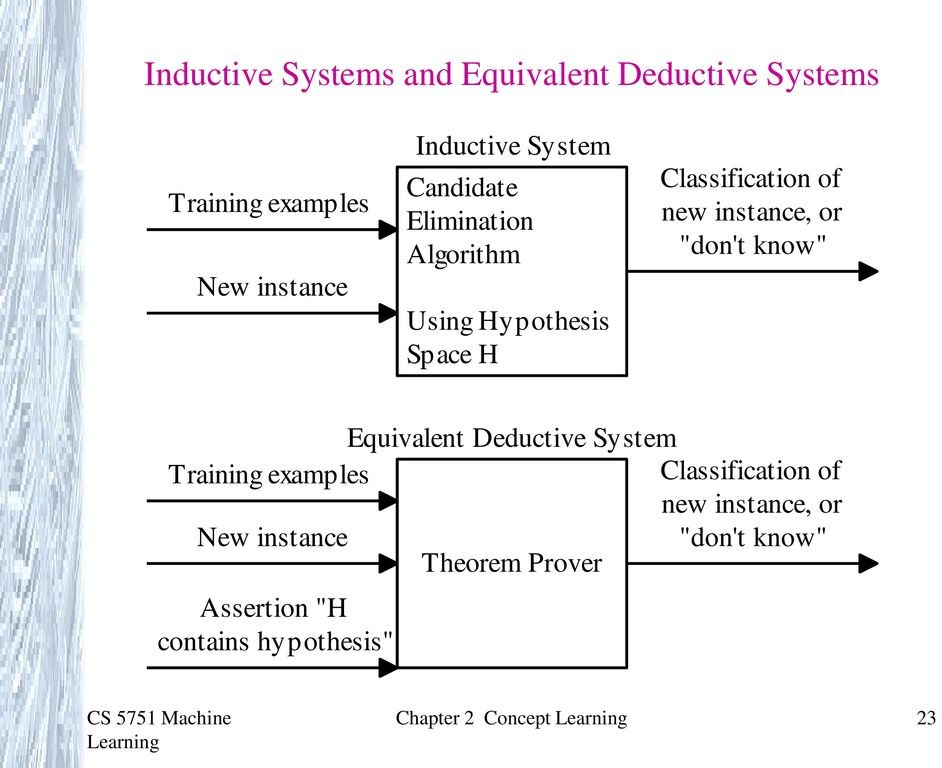 Inductive Systems and Equivalent Deductive Systems
Inductive System
Training examples
New instance
Candidate
Elimination
Algorithm
Using Hypothesis
Space H
Classification of
new instance, or
"don't know"
Equivalent Deductive System
Training examples
New instance
Assertion "H
contains hypothesis"
Theorem Prover
Classification of
new instance, or
"don't know"
CS 5751 Machine
Learning
Chapter 2 Concept Learning
23